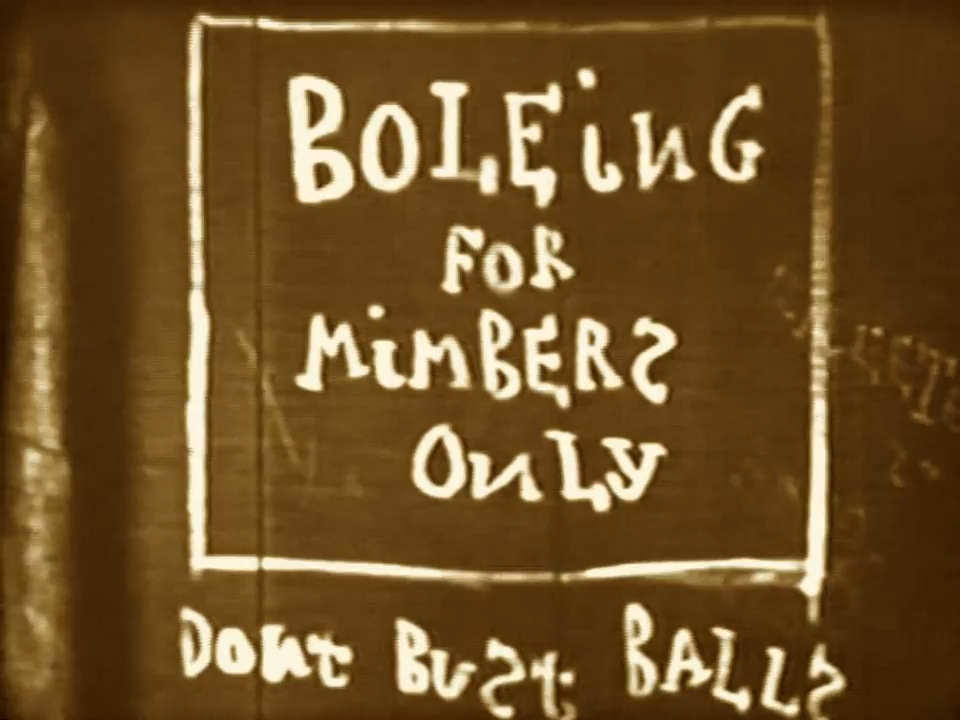 BOLEiNG
FOR
MiMBERS
ONLY
DONt BUSt BALLS